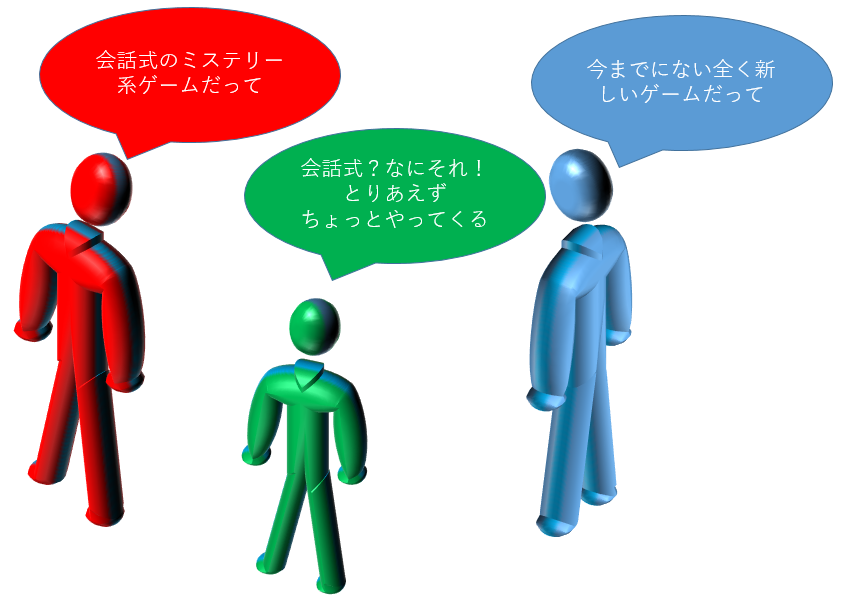 会話式のミステリー
系ゲームだって
今までにない全く新
しいゲームだって
会話式？なにそれ！
とりあえず
ちょっとやってくる